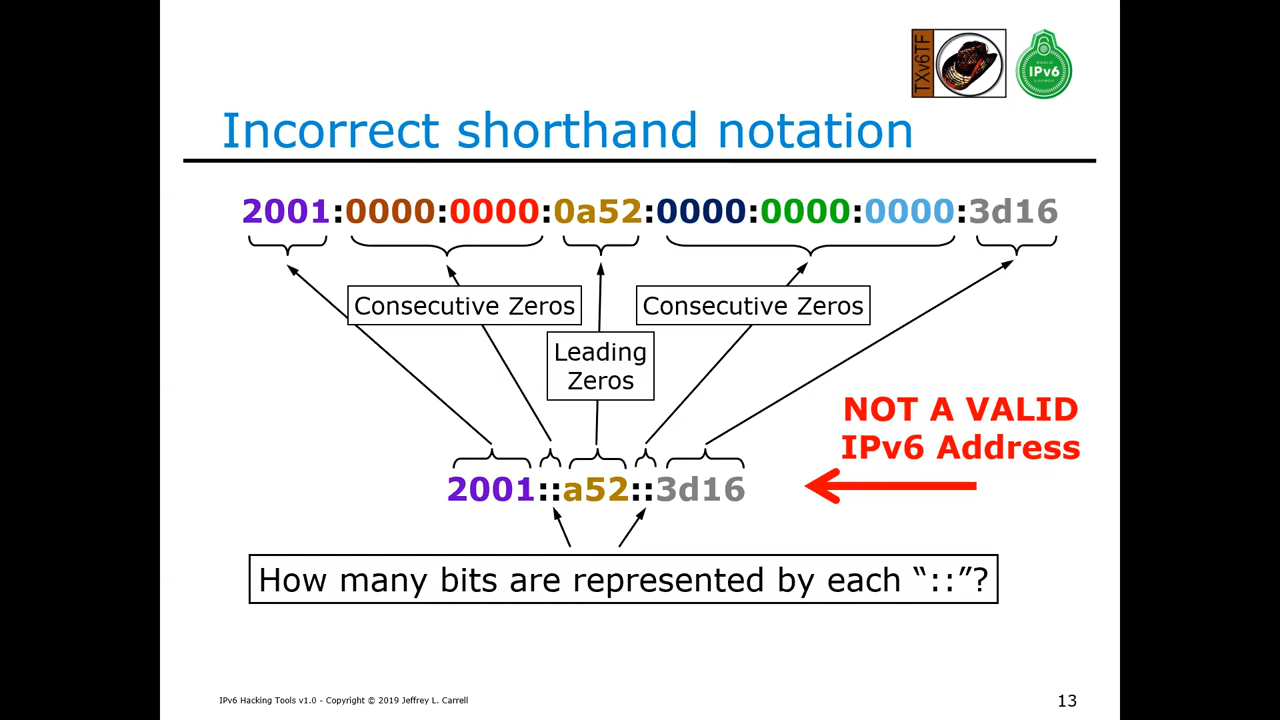 TXv6TF
WORLD
IPv6
LAUNCH
Incorrect shorthand notation
2001:0000:0000:0a52:0000:0000:0000:3d16
Consecutive Zeros
Consecutive Zeros
Leading
Zeros
NOT A VALID
IPv6 Address
2001::a52::3d16
How many bits are represented by each “::”?
IPv6 Hacking Tools v1.0 - Copyright © 2019 Jeffrey L. Carrell
13